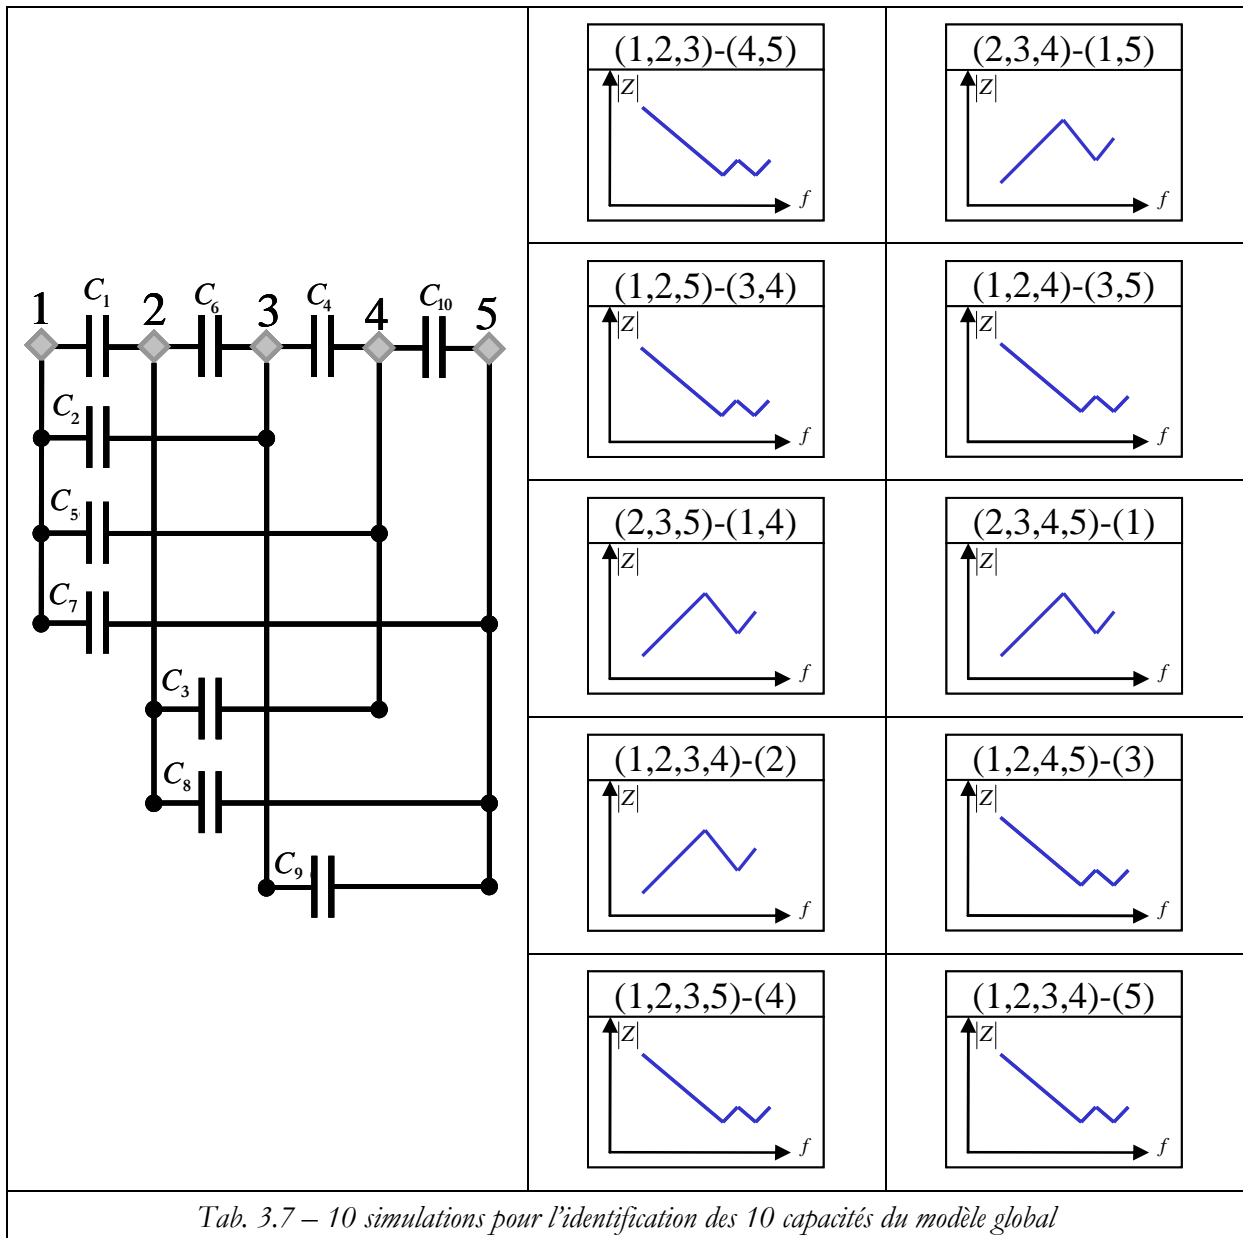 1 C1 2 C6 3 C4 4 C10 5
C2
C5
C7
C3
C8
C9
(1,2,3)-(4,5)
|Z|
f
(2,3,4)-(1,5)
|Z|
f
(1,2,5)-(3,4)
|Z|
f
(1,2,4)-(3,5)
|Z|
f
(2,3,5)-(1,4)
|Z|
f
(2,3,4,5)-(1)
|Z|
f
(1,2,3,4)-(2)
|Z|
f
(1,2,4,5)-(3)
|Z|
f
(1,2,3,5)-(4)
|Z|
f
(1,2,3,4)-(5)
|Z|
f
Tab. 3.7 – 10 simulations pour l'identification des 10 capacités du modèle global